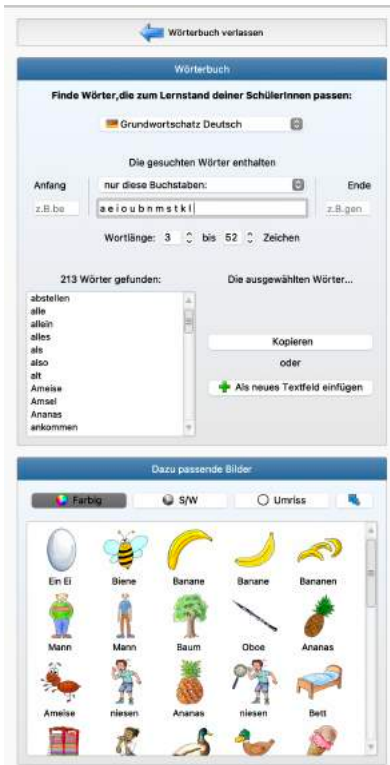 Wörterbuch verlassen
Wörterbuch
Finde Wörter,die zum Lernstand deiner SchülerInnen passen:
Grundwortschatz Deutsch
Die gesuchten Wörter enthalten
Anfang nur diese Buchstaben: Ende
z.B.be a e i o u b n m s t k l z.B.gen
Wortlänge: 3 bis 52 Zeichen
213 Wörter gefunden: Die ausgewählten Wörter...
abstellen
alle
allein
alles
als
also
alt
Ameise
Amsel
Ananas
ankommen
Kopieren
oder
Als neues Textfeld einfügen
Dazu passende Bilder
Farbig S/W Umriss
Ein Ei Biene Banane Banane Bananen
Mann Mann Baum Oboe Ananas
Ameise niesen Ananas niesen Bett